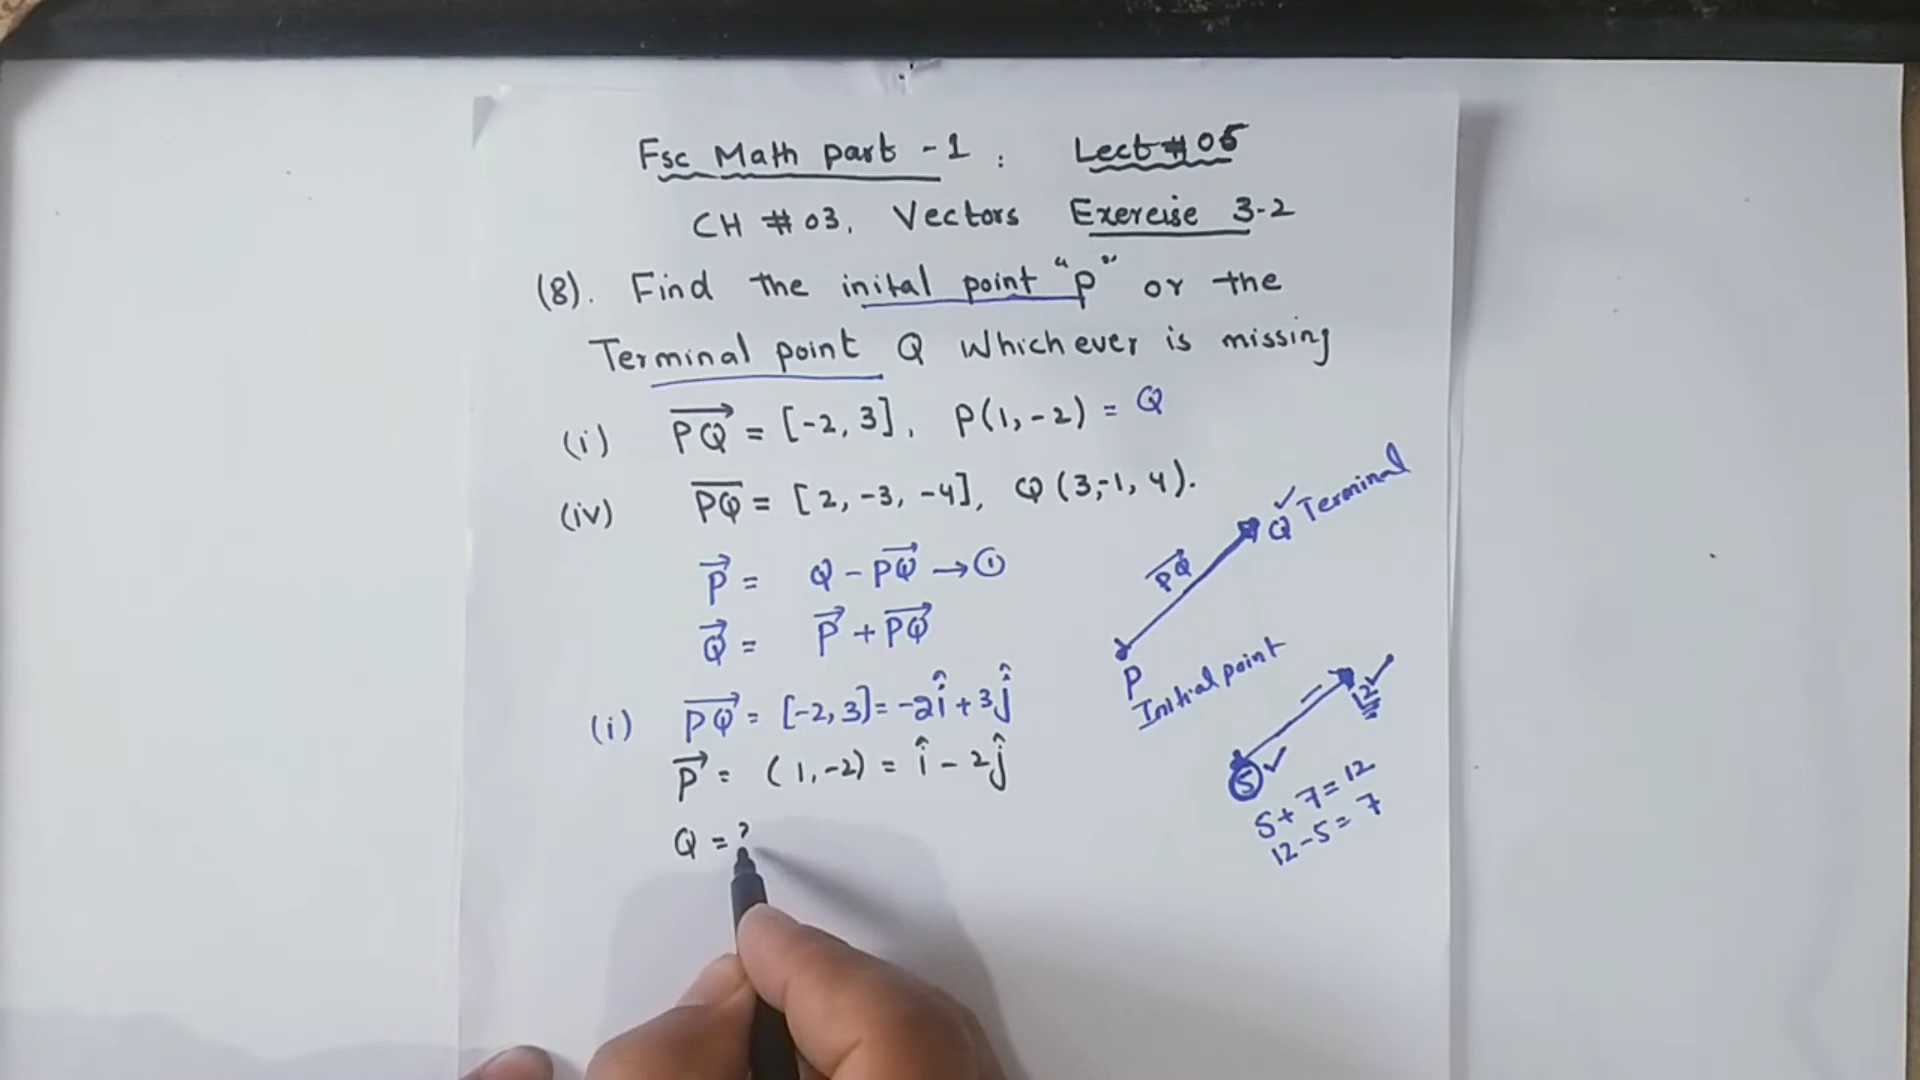 Fsc Math part - 1 : Lect # 05
CH # 03, Vectors Exercise 3-2
(8). Find the inital point "P" or the
Terminal point Q Whichever is missing
(i) PQ⃗ = [-2, 3], P(1, -2) = Q
(iv) PQ = [2, -3, -4], Q (3, -1, 4).
P⃗ = Q - PQ⃗ → ①
Q⃗ = P⃗ + PQ⃗
(i) PQ⃗ = [-2, 3] = -2î + 3ĵ
P⃗ = (1, -2) = î - 2ĵ
Q = ?
Q Terminal
PQ⃗
P
Initial point
12
5
5 + 7 = 12
12 - 5 = 7